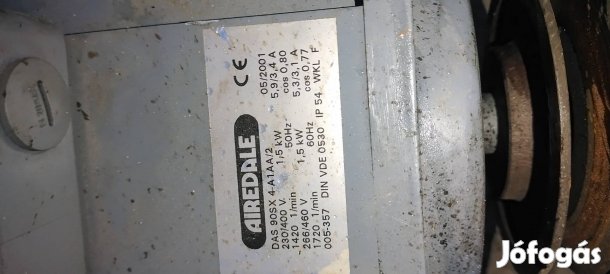 AIREDALE
CE
DAS 90SX 4-A1AA/2 05/2001
230/400 V 1,5 kW 5,9/3,4 A
1420 1/min 50Hz cos 0,80
266/460 V 1,5 kW 5,3/3,1 A
1720 1/min 60Hz cos 0,77
005-357 DIN VDE 0530 IP 54 WKL F
Jófogás